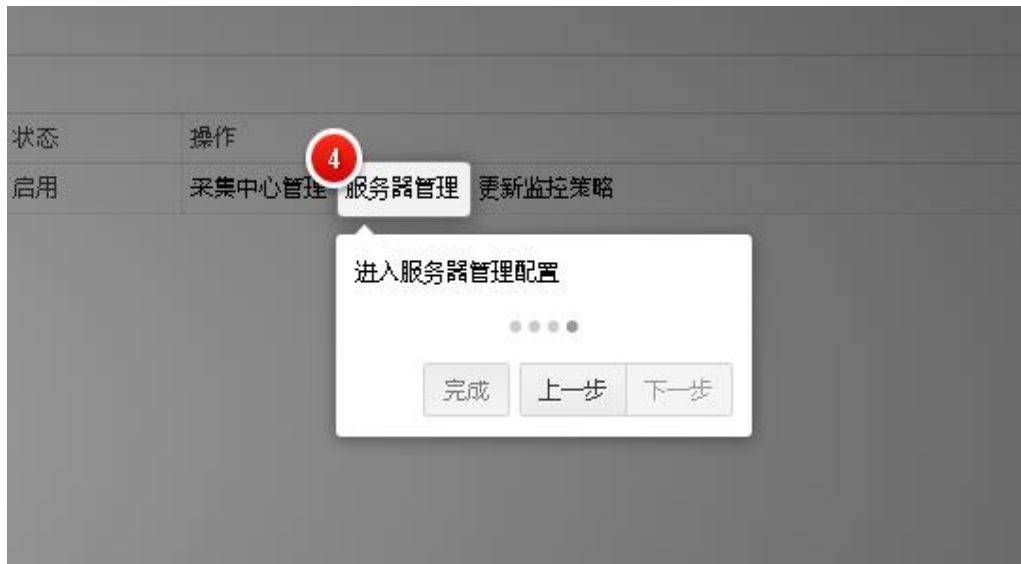 状态 操作
4
启用 采集中心管理 服务器管理 更新监控策略
进入服务器管理配置
完成 上一步 下一步